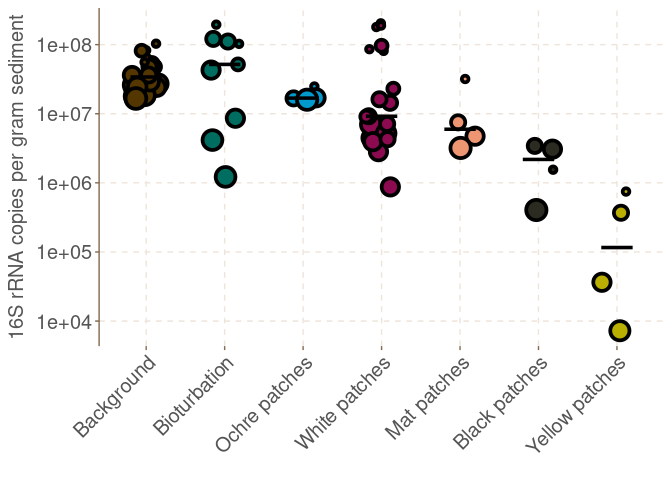 16S rRNA copies per gram sediment
1e+08
1e+07
1e+06
1e+05
1e+04
Background
Bioturbation
Ochre patches
White patches
Mat patches
Black patches
Yellow patches